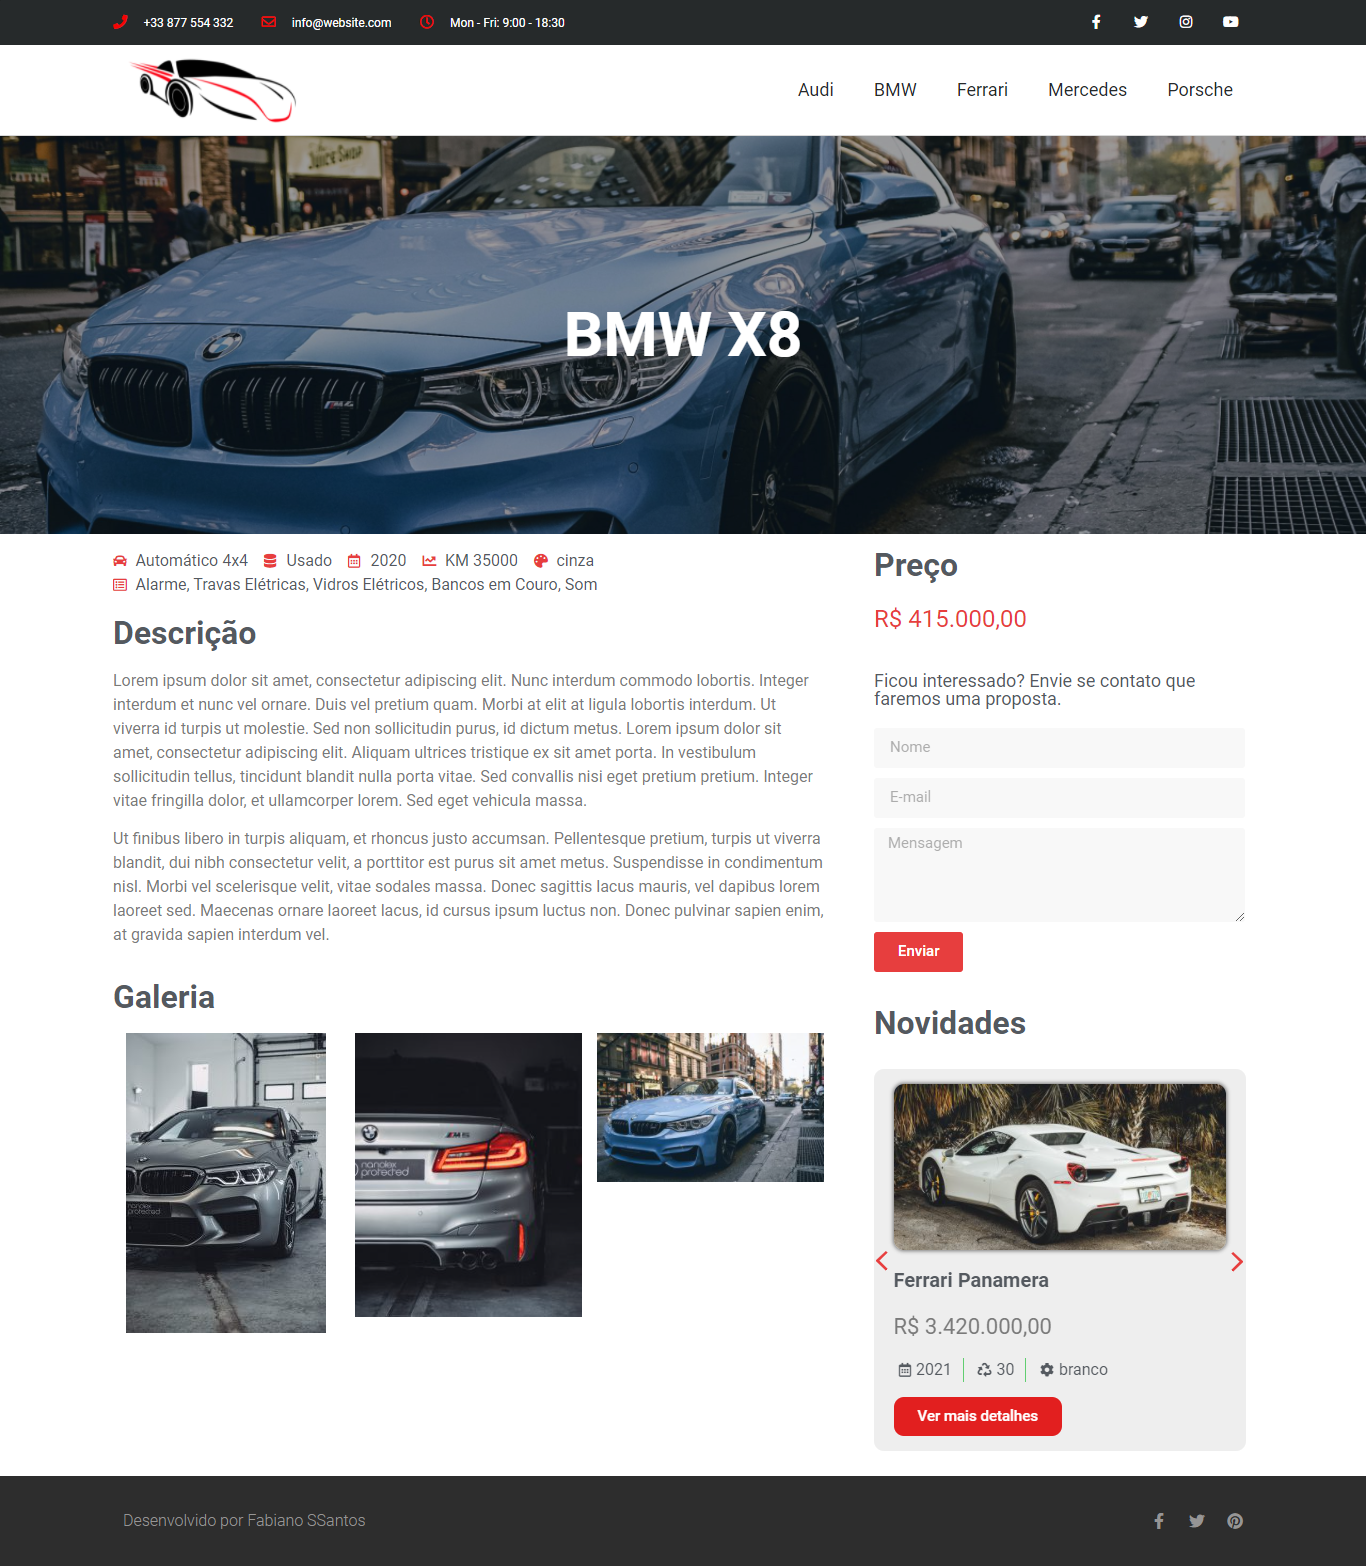 +33 877 554 332
info@website.com
Mon - Fri: 9:00 - 18:30
Audi
BMW
Ferrari
Mercedes
Porsche
JUICE SHOP
BMW X8
M4
Automático 4x4
Usado
2020
KM 35000
cinza
Alarme, Travas Elétricas, Vidros Elétricos, Bancos em Couro, Som
Descrição
Lorem ipsum dolor sit amet, consectetur adipiscing elit. Nunc interdum commodo lobortis. Integer
interdum et nunc vel ornare. Duis vel pretium quam. Morbi at elit at ligula lobortis interdum. Ut
viverra id turpis ut molestie. Sed non sollicitudin purus, id dictum metus. Lorem ipsum dolor sit
amet, consectetur adipiscing elit. Aliquam ultrices tristique ex sit amet porta. In vestibulum
sollicitudin tellus, tincidunt blandit nulla porta vitae. Sed convallis nisi eget pretium pretium. Integer
vitae fringilla dolor, et ullamcorper lorem. Sed eget vehicula massa.
Ut finibus libero in turpis aliquam, et rhoncus justo accumsan. Pellentesque pretium, turpis ut viverra
blandit, dui nibh consectetur velit, a porttitor est purus sit amet metus. Suspendisse in condimentum
nisl. Morbi vel scelerisque velit, vitae sodales massa. Donec sagittis lacus mauris, vel dapibus lorem
laoreet sed. Maecenas ornare laoreet lacus, id cursus ipsum luctus non. Donec pulvinar sapien enim,
at gravida sapien interdum vel.
Galeria
nanolex
protected
M5
nanolex
protected
Preço
R$ 415.000,00
Ficou interessado? Envie se contato que
faremos uma proposta.
Nome
E-mail
Mensagem
Enviar
Novidades
Ferrari Panamera
R$ 3.420.000,00
2021
30
branco
Ver mais detalhes
Desenvolvido por Fabiano SSantos